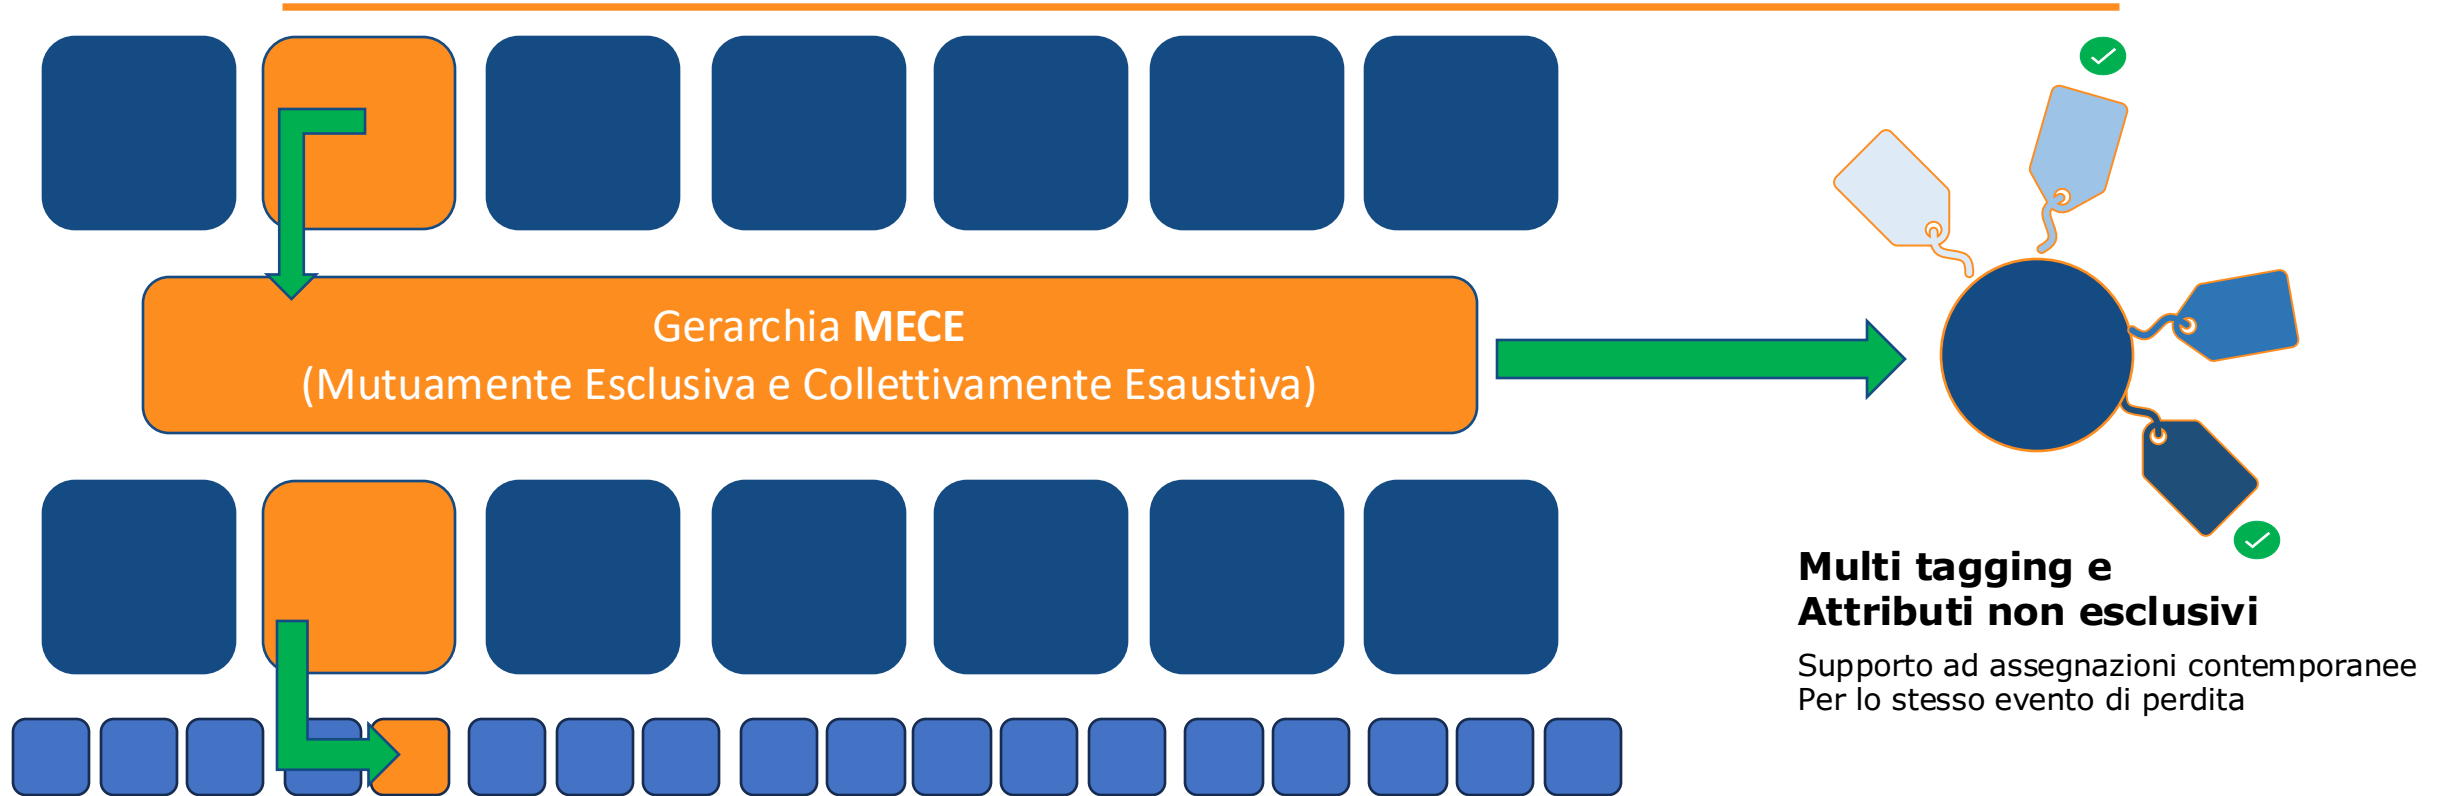 Gerarchia MECE
(Mutuamente Esclusiva e Collettivamente Esaustiva)
Multi tagging e
Attributi non esclusivi
Supporto ad assegnazioni contemporanee
Per lo stesso evento di perdita